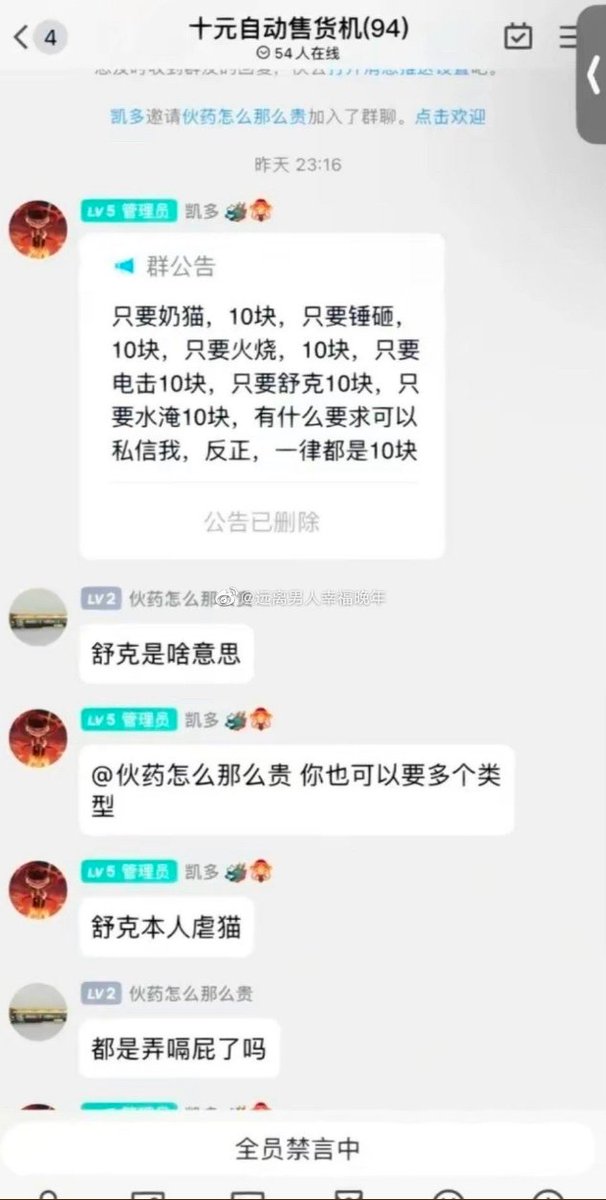 4
十元自动售货机(94)
54人在线
凯多邀请伙药怎么那么贵加入了群聊。点击欢迎
昨天 23:16
LV5 管理员 凯多
群公告
只要奶猫，10块，只要锤砸，
10块，只要火烧，10块，只要
电击10块，只要舒克10块，只
要水淹10块，有什么要求可以
私信我，反正，一律都是10块
公告已删除
LV2 伙药怎么那么贵
@远离男人幸福晚年
舒克是啥意思
LV5 管理员 凯多
@伙药怎么那么贵 你也可以要多个类
型
LV5 管理员 凯多
舒克本人虐猫
LV2 伙药怎么那么贵
都是弄嗝屁了吗
全员禁言中